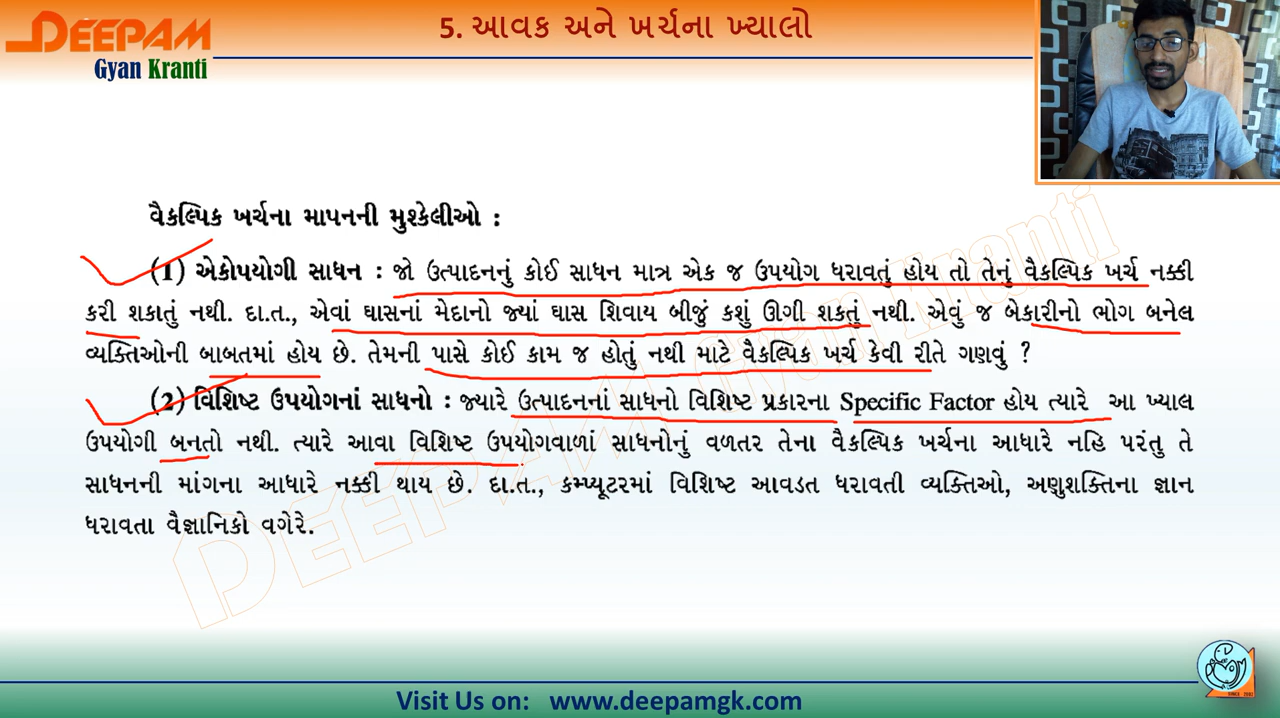 DEEPAM
Gyan Kranti
5. આવક અને ખર્ચના ખ્યાલો
વૈકલ્પિક ખર્ચના માપનની મુશ્કેલીઓ :
(1) એકોપયોગી સાધન : જો ઉત્પાદનનું કોઈ સાધન માત્ર એક જ ઉપયોગ ધરાવતું હોય તો તેનું વૈકલ્પિક ખર્ચ નક્કી
કરી શકાતું નથી. દા.ત., એવાં ઘાસનાં મેદાનો જ્યાં ઘાસ શિવાય બીજું કશું ઊગી શકતું નથી. એવું જ બેકારીનો ભોગ બનેલ
વ્યક્તિઓની બાબતમાં હોય છે. તેમની પાસે કોઈ કામ જ હોતું નથી માટે વૈકલ્પિક ખર્ચ કેવી રીતે ગણવું ?
(2) વિશિષ્ટ ઉપયોગનાં સાધનો : જ્યારે ઉત્પાદનનાં સાધનો વિશિષ્ટ પ્રકારના Specific Factor હોય ત્યારે આ ખ્યાલ
ઉપયોગી બનતો નથી. ત્યારે આવા વિશિષ્ટ ઉપયોગવાળાં સાધનોનું વળતર તેના વૈકલ્પિક ખર્ચના આધારે નહિ પરંતુ તે
સાધનની માંગના આધારે નક્કી થાય છે. દા.ત., કમ્પ્યૂટરમાં વિશિષ્ટ આવડત ધરાવતી વ્યક્તિઓ, અણુશક્તિના જ્ઞાન
ધરાવતા વૈજ્ઞાનિકો વગેરે.
DEEPAM Gyan Kranti
Visit Us on: www.deepamgk.com